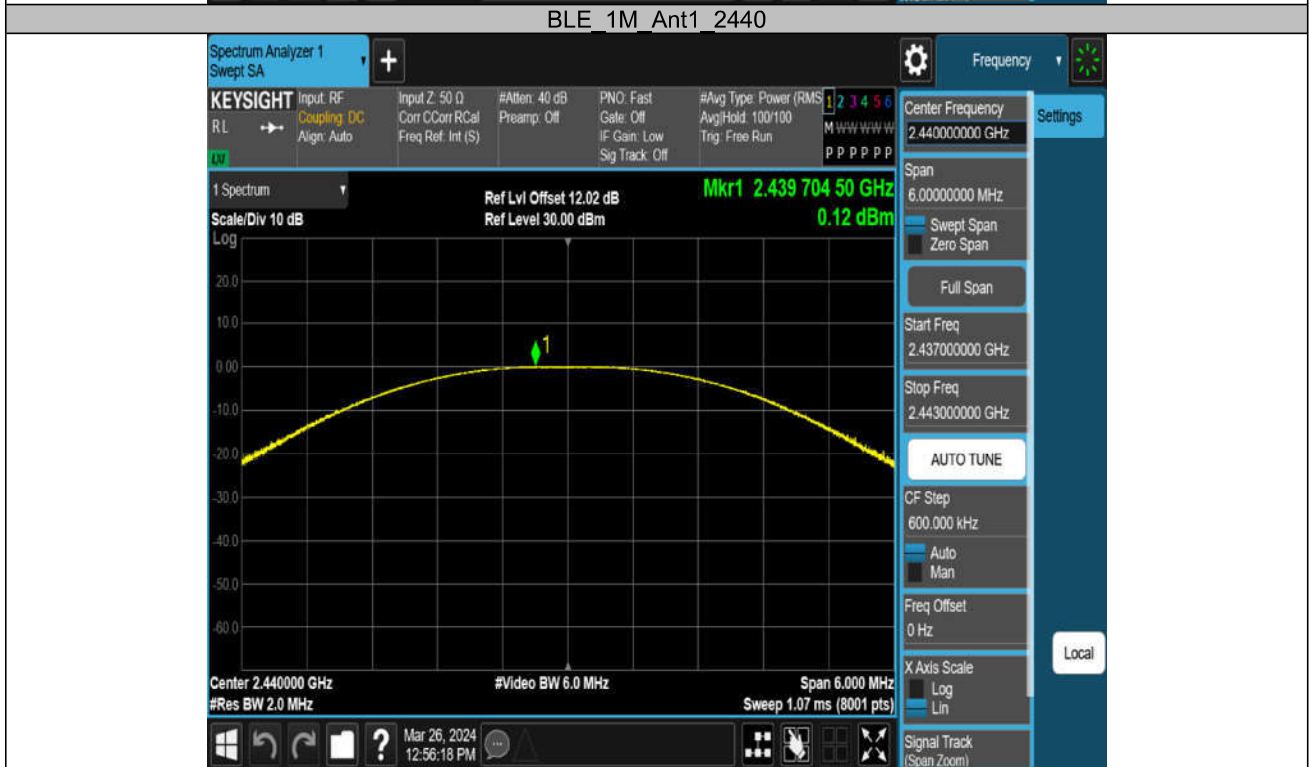 BLE_1M_Ant1_2440
Spectrum Analyzer 1
Swept SA
+
Frequency
KEYSIGHT
RL
LXI
Input: RF
Coupling: DC
Align: Auto
Input Z: 50 Ω
Corr CCorr RCal
Freq Ref: Int (S)
#Atten: 40 dB
Preamp: Off
PNO: Fast
Gate: Off
IF Gain: Low
Sig Track: Off
#Avg Type: Power (RMS
Avg|Hold: 100/100
Trig: Free Run
1 2 3 4 5 6
M W W W W W
P P P P P P
Center Frequency
2.440000000 GHz
Settings
Span
6.00000000 MHz
Swept Span
Zero Span
Full Span
Start Freq
2.437000000 GHz
Stop Freq
2.443000000 GHz
AUTO TUNE
CF Step
600.000 kHz
Auto
Man
Freq Offset
0 Hz
X Axis Scale
Log
Lin
Signal Track
(Span Zoom)
Local
1 Spectrum
Scale/Div 10 dB
Log
Ref Lvl Offset 12.02 dB
Ref Level 30.00 dBm
Mkr1 2.439 704 50 GHz
0.12 dBm
20.0
10.0
1
0.00
-10.0
-20.0
-30.0
-40.0
-50.0
-60.0
Center 2.440000 GHz
#Res BW 2.0 MHz
#Video BW 6.0 MHz
Span 6.000 MHz
Sweep 1.07 ms (8001 pts)
?
Mar 26, 2024
12:56:18 PM